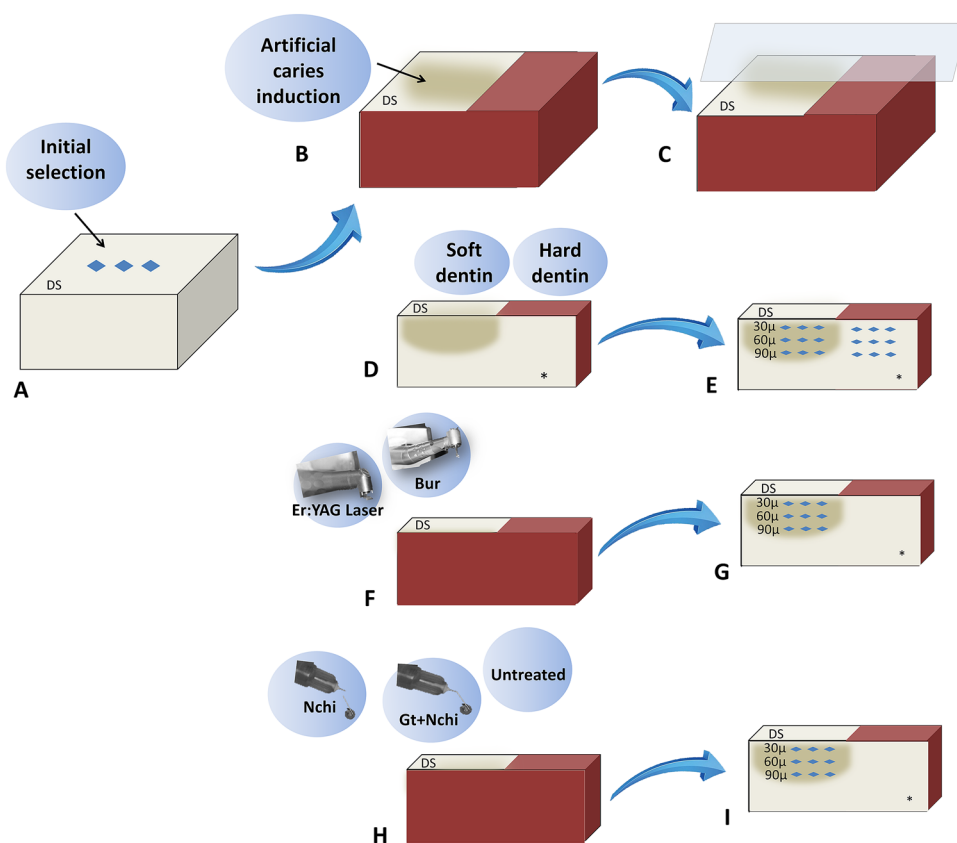 Artificial
caries
induction
DS
B
C
Initial
selection
DS
A
Soft
dentin
Hard
dentin
DS
D
*
DS
30µ
60µ
90µ
*
E
Er:YAG Laser
Bur
DS
F
DS
30µ
60µ
90µ
*
G
Nchi
Gt+Nchi
Untreated
DS
H
DS
30µ
60µ
90µ
*
I